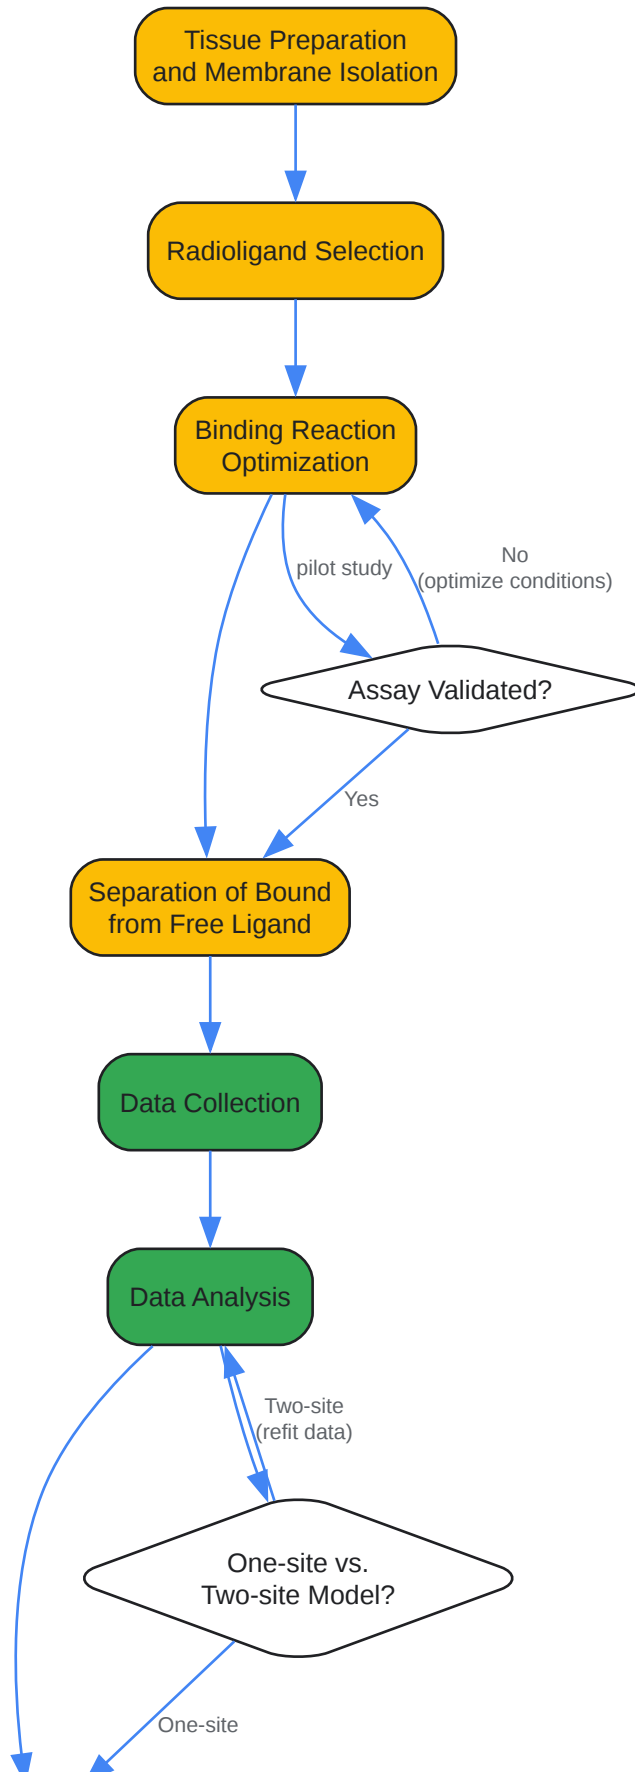 Tissue Preparation
and Membrane Isolation
Radioligand Selection
Binding Reaction
Optimization
pilot study
No
(optimize conditions)
Assay Validated?
Yes
Separation of Bound
from Free Ligand
Data Collection
Data Analysis
Two-site
(refit data)
One-site vs.
Two-site Model?
One-site